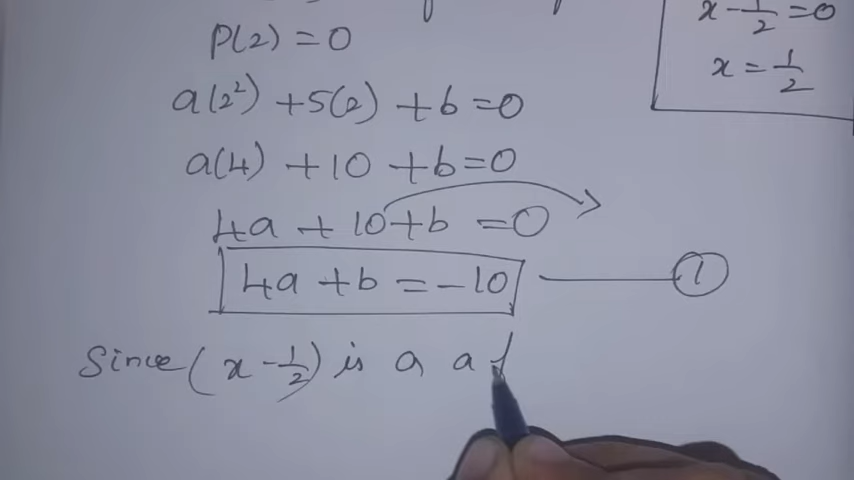 x - 1/2 = 0
x = 1/2
P(2) = 0
a(2²) + 5(2) + b = 0
a(4) + 10 + b = 0
4a + 10 + b = 0
4a + b = -10 ——— ①
Since (x - 1/2) is a a f